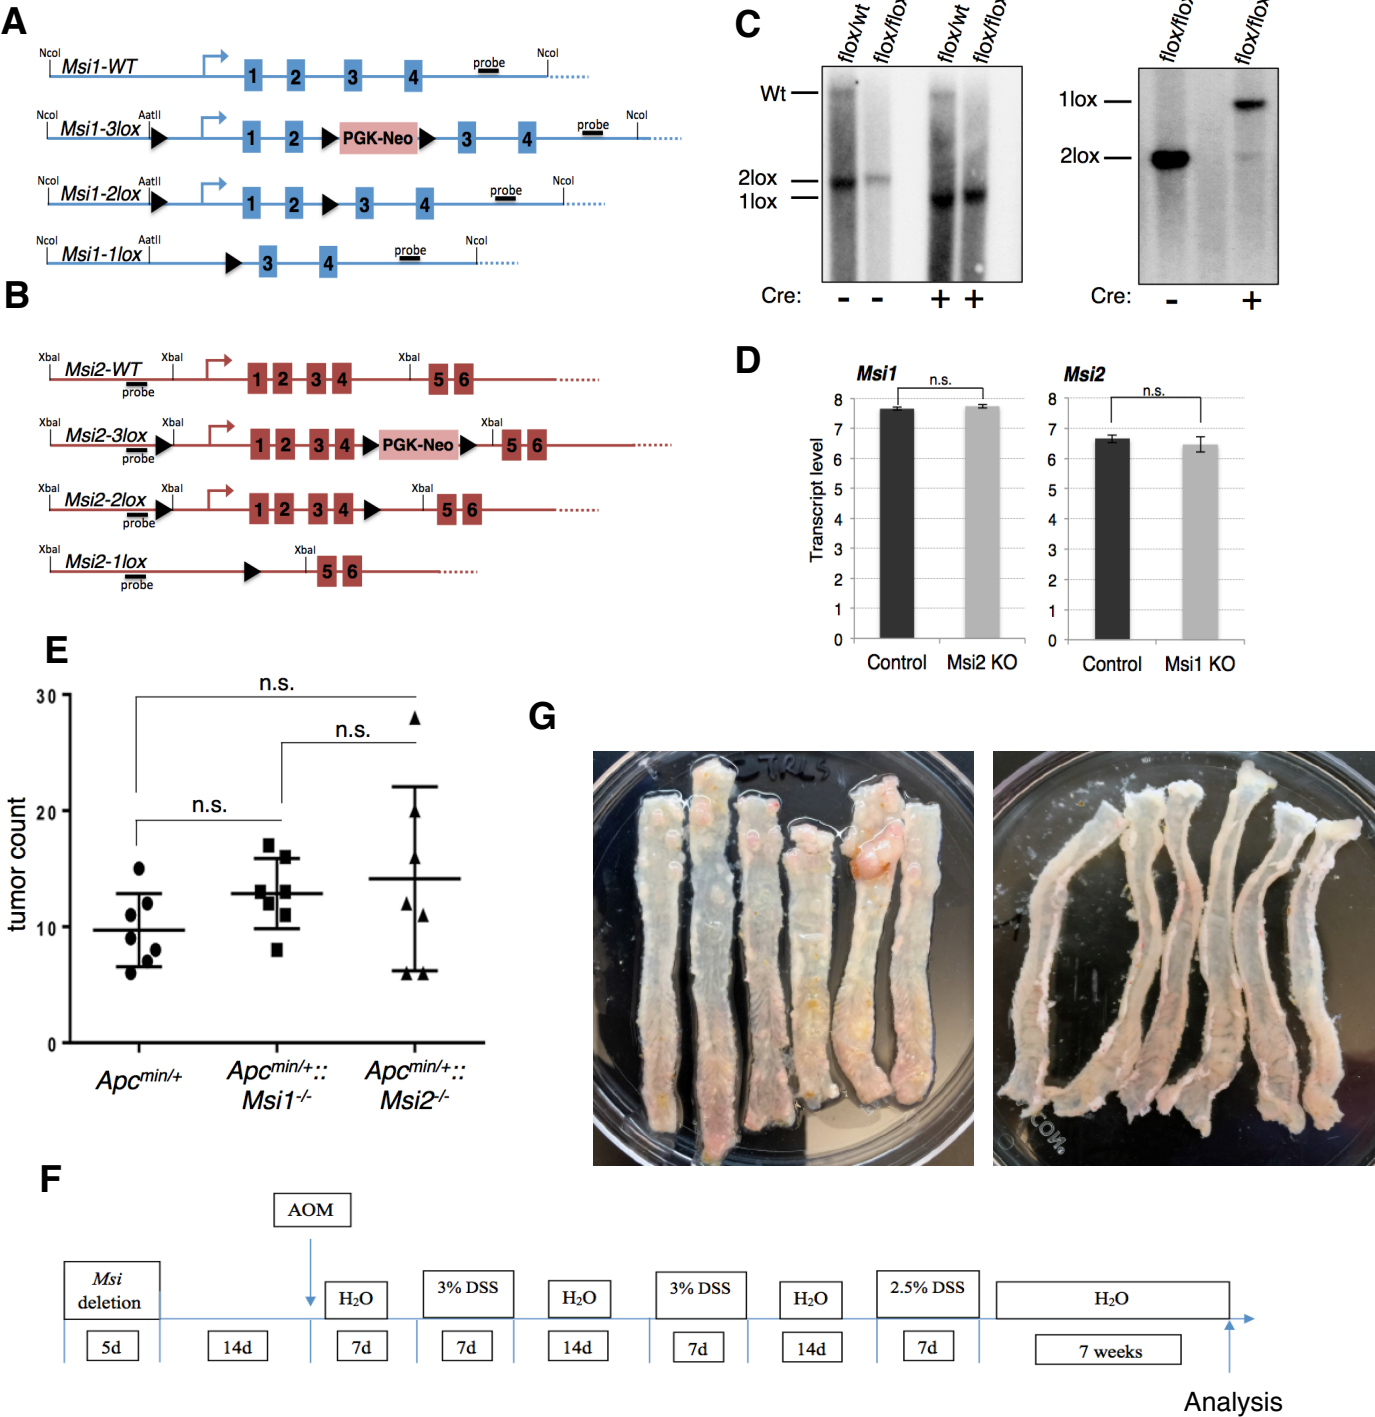 A
NcoI
Msi1-WT
1
2
3
4
probe
NcoI
NcoI
AatII
Msi1-3lox
1
2
PGK-Neo
3
4
probe
NcoI
NcoI
AatII
Msi1-2lox
1
2
3
4
probe
NcoI
NcoI
AatII
Msi1-1lox
3
4
probe
NcoI
B
XbaI
Msi2-WT
XbaI
probe
1
2
3
4
XbaI
5
6
XbaI
Msi2-3lox
XbaI
probe
1
2
3
4
PGK-Neo
XbaI
5
6
XbaI
Msi2-2lox
XbaI
probe
1
2
3
4
XbaI
5
6
XbaI
Msi2-1lox
probe
XbaI
5
6
C
flox/wt
flox/flox
flox/wt
flox/flox
Wt
2lox
1lox
Cre:
-
-
+
+
flox/flox
flox/flox
1lox
2lox
Cre:
-
+
D
Msi1
n.s.
Transcript level
8
7
6
5
4
3
2
1
0
Control
Msi2 KO
Msi2
n.s.
8
7
6
5
4
3
2
1
0
Control
Msi1 KO
E
tumor count
30
20
10
0
n.s.
n.s.
n.s.
Apcmin/+
Apcmin/+::
Msi1-/-
Apcmin/+::
Msi2-/-
G
CTRLS
F
AOM
Msi
deletion
H2O
3% DSS
H2O
3% DSS
H2O
2.5% DSS
H2O
5d
14d
7d
7d
14d
7d
14d
7d
7 weeks
Analysis